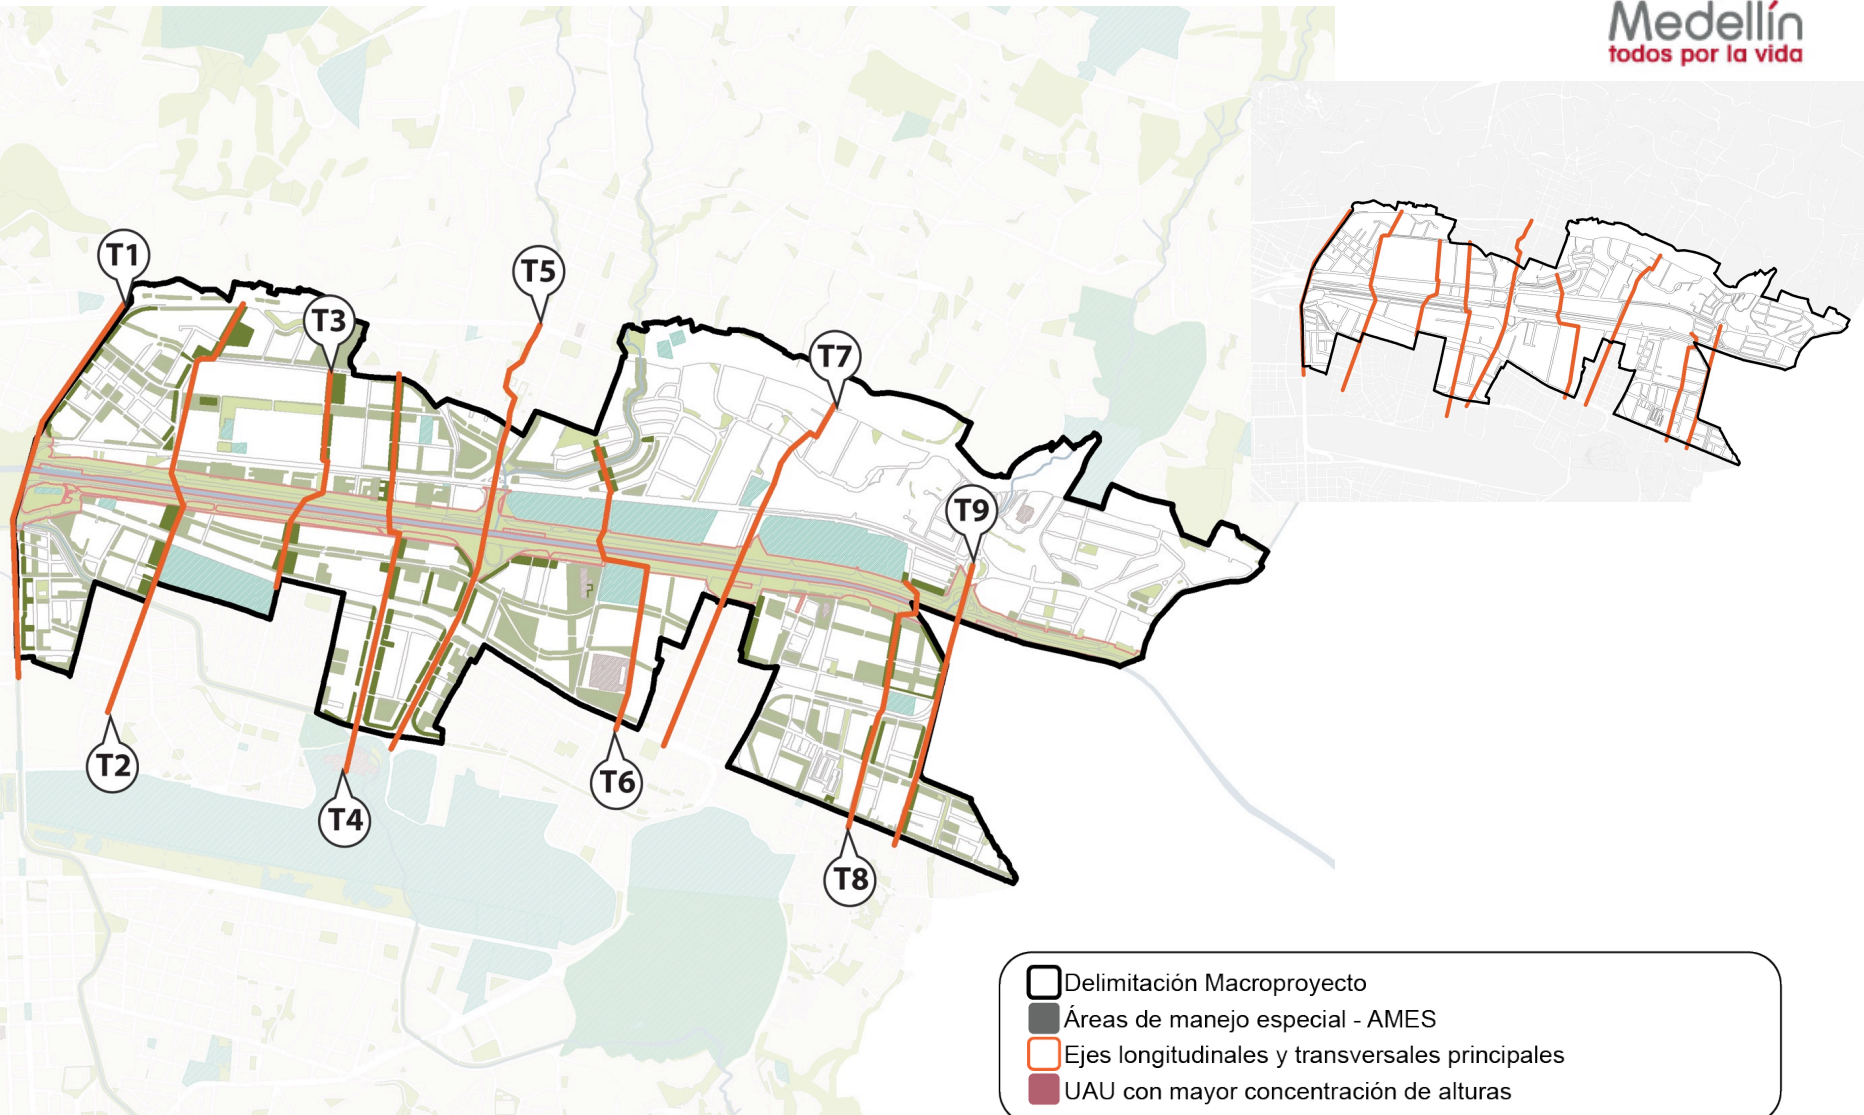 Medellín
todos por la vida
T1
T5
T3
T7
T9
T2
T6
T4
T8
Delimitación Macroproyecto
Áreas de manejo especial - AMES
Ejes longitudinales y transversales principales
UAU con mayor concentración de alturas